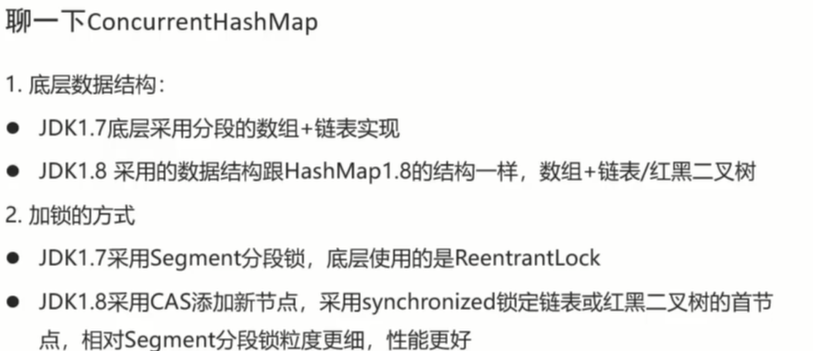 聊一下ConcurrentHashMap
1. 底层数据结构：
● JDK1.7底层采用分段的数组+链表实现
● JDK1.8 采用的数据结构跟HashMap1.8的结构一样，数组+链表/红黑二叉树
2. 加锁的方式
● JDK1.7采用Segment分段锁，底层使用的是ReentrantLock
● JDK1.8采用CAS添加新节点，采用synchronized锁定链表或红黑二叉树的首节
点，相对Segment分段锁粒度更细，性能更好